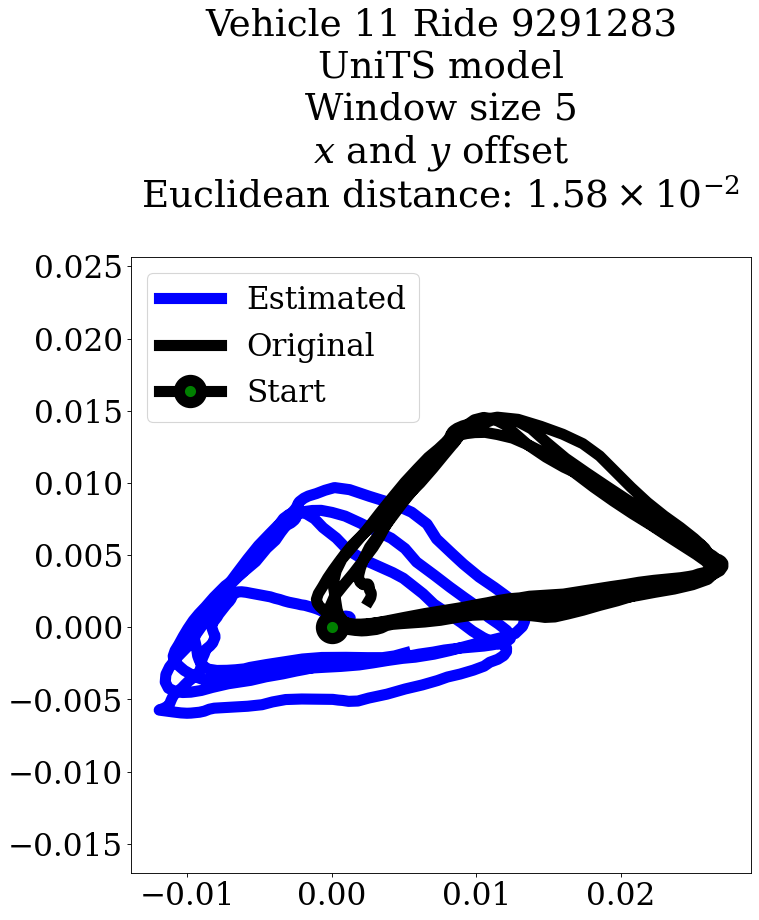 Vehicle 11 Ride 9291283
UniTS model
Window size 5
x and y offset
Euclidean distance: 1.58 × 10⁻²
0.025
Estimated
0.020
Original
Start
0.015
0.010
0.005
0.000
−0.005
−0.010
−0.015
−0.01 0.00 0.01 0.02